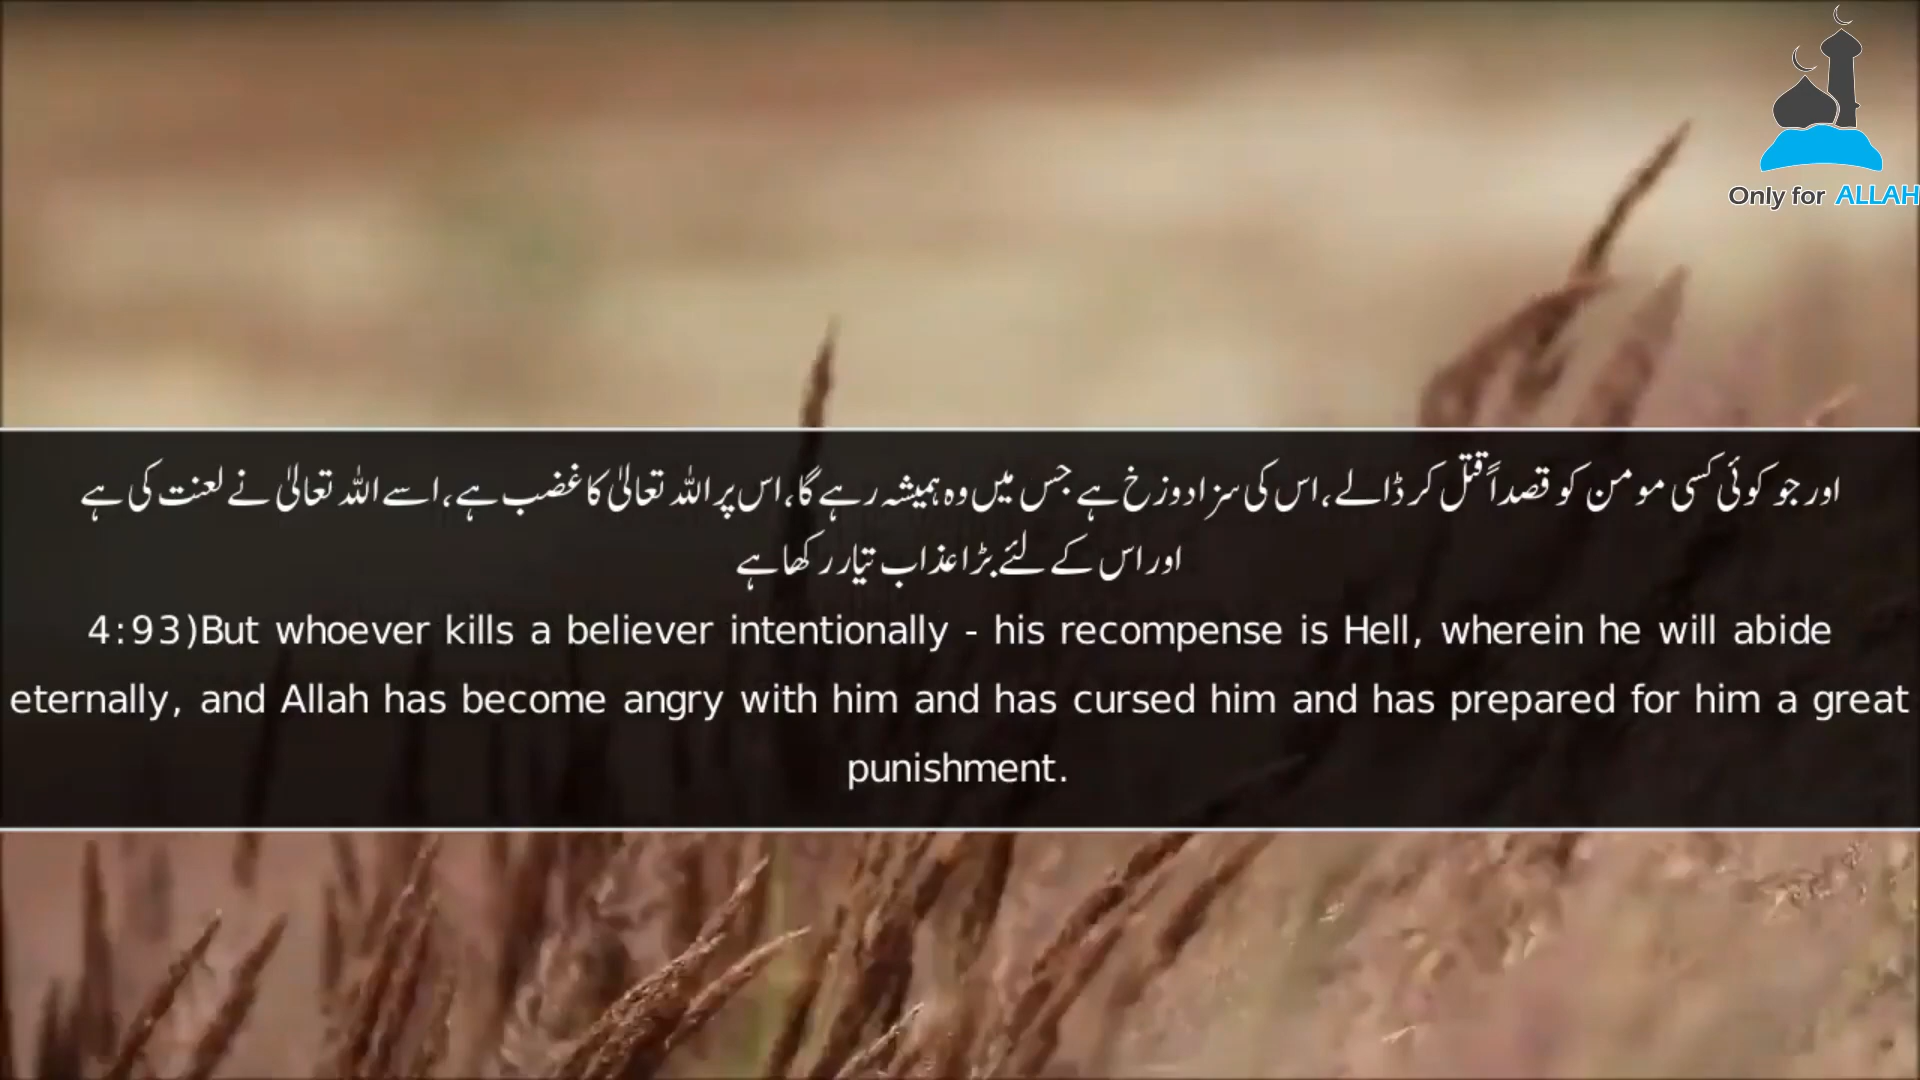 Only for ALLAH
اور جو کوئی کسی مومن کو قصداً قتل کر ڈالے، اس کی سزا دوزخ ہے جس میں وہ ہمیشہ رہے گا، اس پر اللہ تعالیٰ کا غضب ہے، اسے اللہ تعالیٰ نے لعنت کی ہے
اور اس کے لئے بڑا عذاب تیار رکھا ہے
4:93)But whoever kills a believer intentionally - his recompense is Hell, wherein he will abide
eternally, and Allah has become angry with him and has cursed him and has prepared for him a great
punishment.